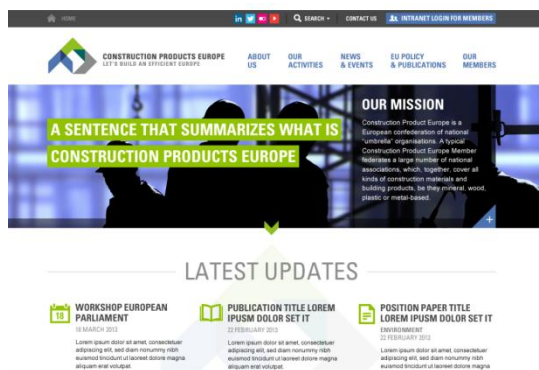 HOME
in
SEARCH
CONTACT US
INTRANET LOGIN FOR MEMBERS
CONSTRUCTION PRODUCTS EUROPE
LET'S BUILD AN EFFICIENT EUROPE
ABOUT US
OUR ACTIVITIES
NEWS & EVENTS
EU POLICY & PUBLICATIONS
OUR MEMBERS
A SENTENCE THAT SUMMARIZES WHAT IS
CONSTRUCTION PRODUCTS EUROPE
OUR MISSION
Construction Product Europe is a
European confederation of national
"umbrella" organisations. A typical
Construction Product Europe Member
federates a large number of national
associations, which, together, cover all
kinds of construction materials and
building products, be they mineral, wood,
plastic or metal-based.
+
LATEST UPDATES
18
WORKSHOP EUROPEAN
PARLIAMENT
18 MARCH 2013
Lorem ipsum dolor sit amet, consectetuer
adipiscing elit, sed diam nonummy nibh
euismod tincidunt ut laoreet dolore magna
aliquam erat volutpat.
PUBLICATION TITLE LOREM
IPUSM DOLOR SET IT
22 FEBRUARY 2013
Lorem ipsum dolor sit amet, consectetuer
adipiscing elit, sed diam nonummy nibh
euismod tincidunt ut laoreet dolore magna
aliquam erat volutpat.
POSITION PAPER TITLE
LOREM IPUSM DOLOR SET IT
ENVIRONMENT
22 FEBRUARY 2013
Lorem ipsum dolor sit amet, consectetuer
adipiscing elit, sed diam nonummy nibh
euismod tincidunt ut laoreet dolore magna